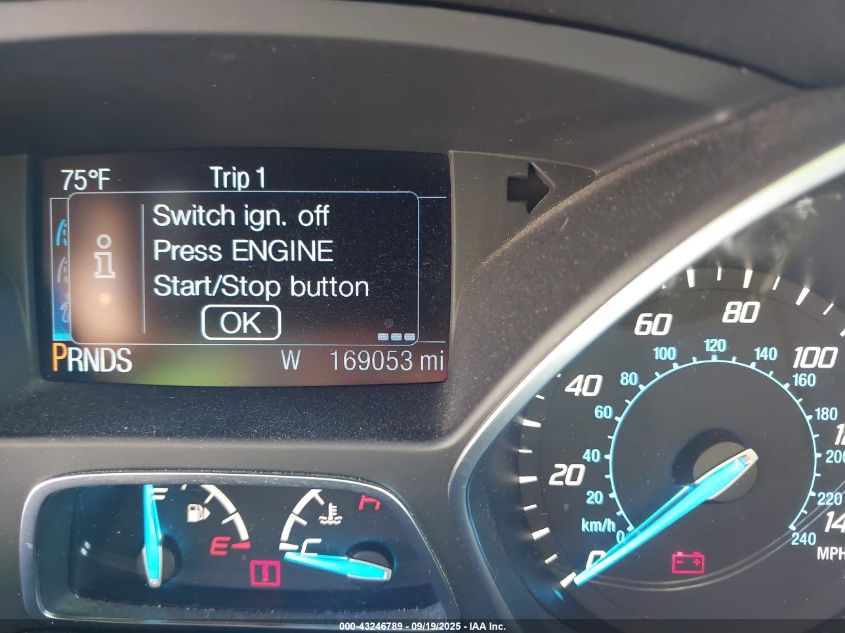 75°F Trip 1
Switch ign. off
Press ENGINE
Start/Stop button
OK
PRNDS W 169053 mi
F E
C H
0 20 40 60 80 100
km/h 0 20 40 60 80 100 120 140 160 180 200 220 240
MPH
000-43246789 - 09/19/2025 - IAA Inc.